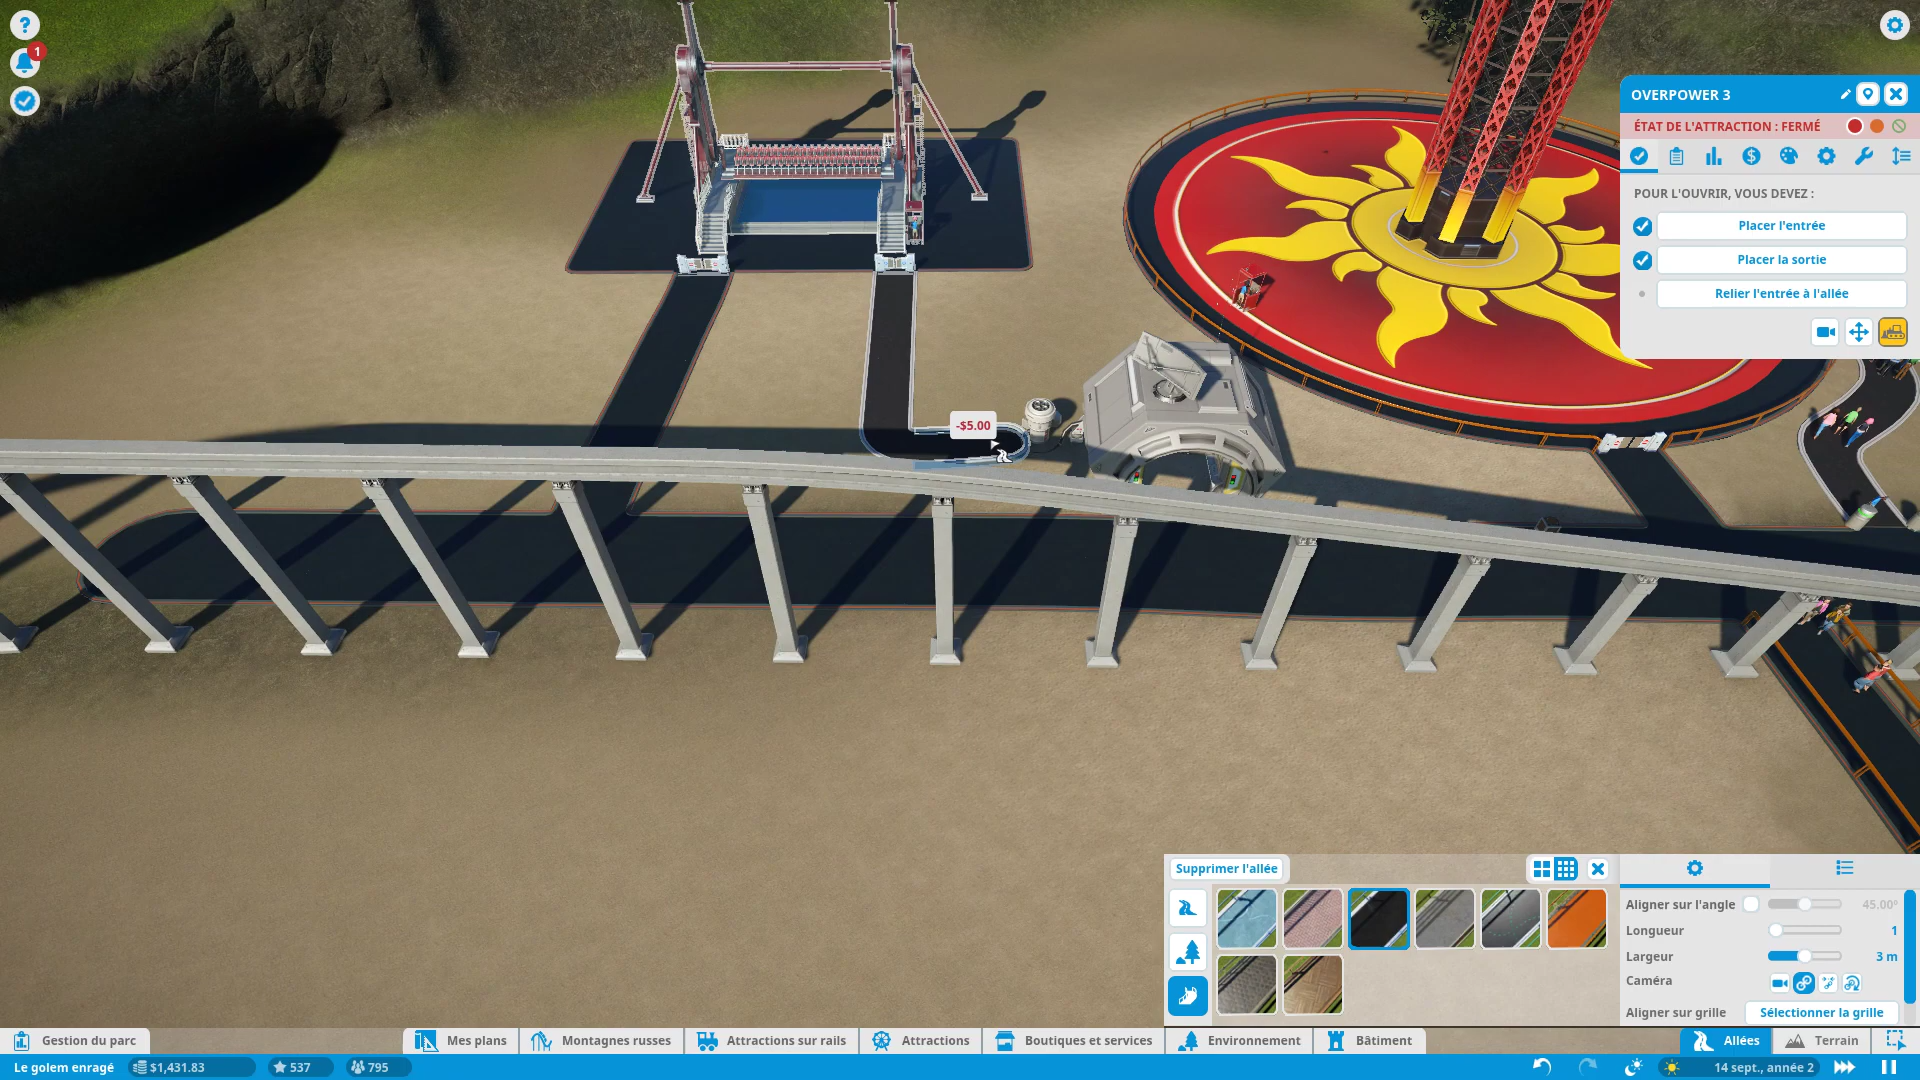 ?
1
OVERPOWER 3
ÉTAT DE L'ATTRACTION : FERMÉ
POUR L'OUVRIR, VOUS DEVEZ :
Placer l'entrée
Placer la sortie
Relier l'entrée à l'allée
-$5.00
Supprimer l'allée
Aligner sur l'angle
45.00°
Longueur
1
Largeur
3 m
Caméra
Aligner sur grille
Sélectionner la grille
Gestion du parc
Mes plans
Montagnes russes
Attractions sur rails
Attractions
Boutiques et services
Environnement
Bâtiment
Allées
Terrain
Le golem enragé
$1,431.83
537
795
14 sept., année 2